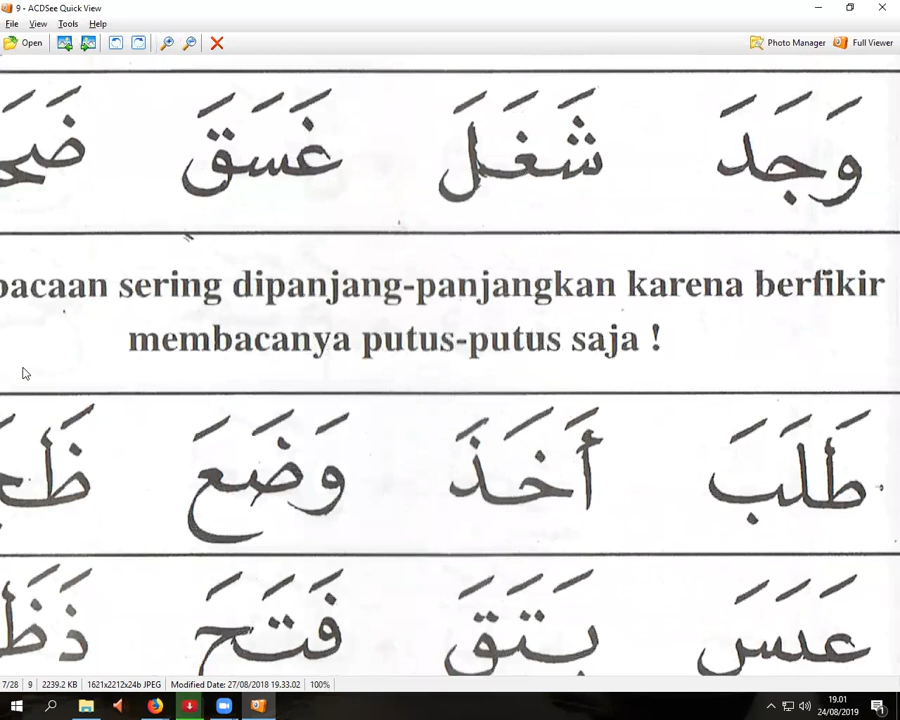 9 - ACDSee Quick View
File View Tools Help
Open Photo Manager Full Viewer
وَجَدَ شَغَلَ غَسَقَ
bacaan sering dipanjang-panjangkan karena berfikir
membacanya putus-putus saja !
طَلَبَ أَخَذَ وَضَعَ
بَتَقَ فَتَحَ
7/28 9 2239.2 KB 1621x2212x24b JPEG Modified Date: 27/08/2018 19.33.02 100%
19.01
24/08/2019
1